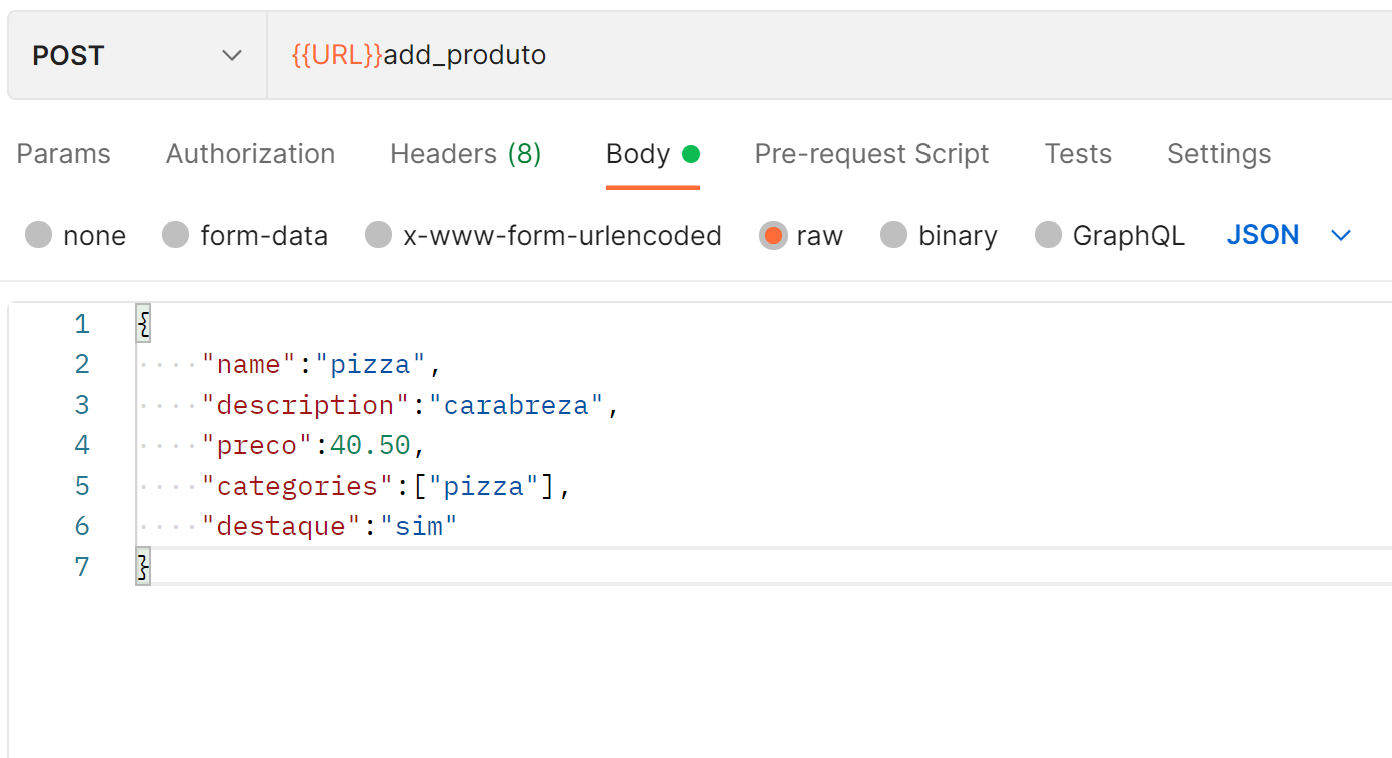 POST {{URL}}add_produto
Params Authorization Headers (8) Body Pre-request Script Tests Settings
none form-data x-www-form-urlencoded raw binary GraphQL JSON
1 {
2 "name":"pizza",
3 "description":"carabreza",
4 "preco":40.50,
5 "categories":["pizza"],
6 "destaque":"sim"
7 }